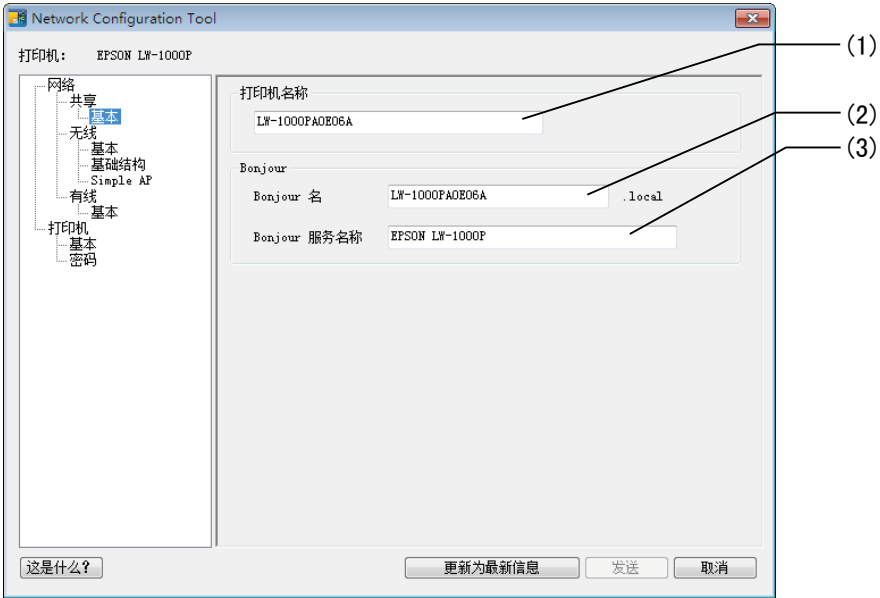 Network Configuration Tool
打印机： EPSON LW-1000P
网络
共享
基本
无线
基本
基础结构
Simple AP
有线
基本
打印机
基本
密码
打印机名称
LW-1000PA0E06A
Bonjour
Bonjour 名 LW-1000PA0E06A .local
Bonjour 服务名称 EPSON LW-1000P
(1)
(2)
(3)
这是什么？ 更新为最新信息 发送 取消